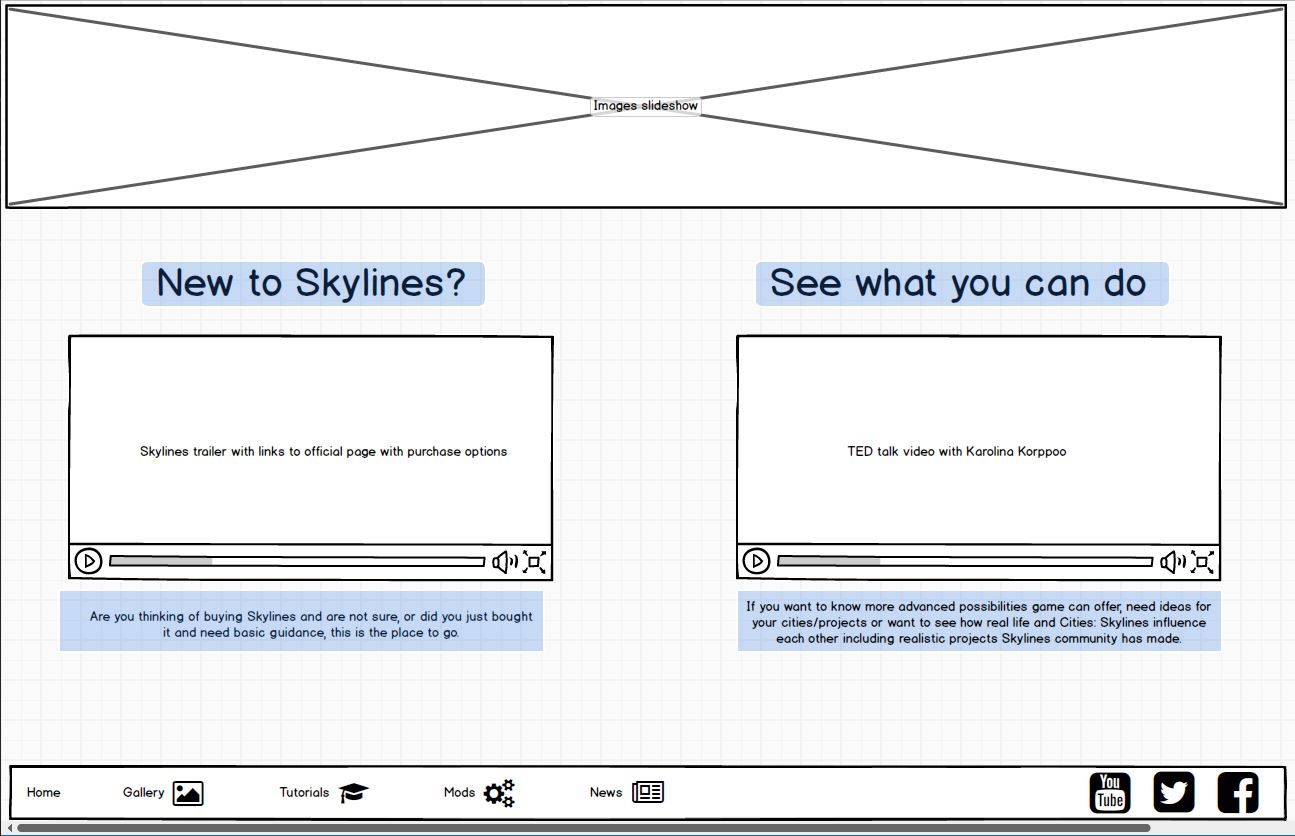 Images slideshow
New to Skylines?
See what you can do
Skylines trailer with links to official page with purchase options
TED talk video with Karolina Korppoo
Are you thinking of buying Skylines and are not sure, or did you just bought
it and need basic guidance, this is the place to go.
If you want to know more advanced possibilities game can offer, need ideas for
your cities/projects or want to see how real life and Cities: Skylines influence
each other including realistic projects Skylines community has made.
Home
Gallery
Tutorials
Mods
News
You
Tube